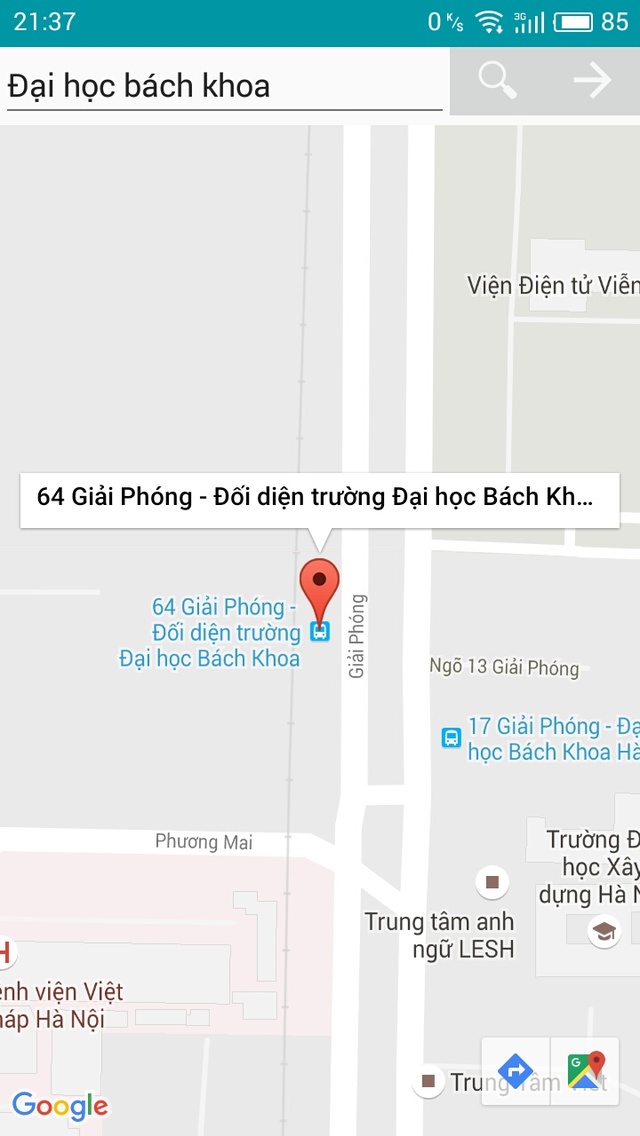 21:37
0 K/s
3G
85
Đại học bách khoa
Viện Điện tử Viễn
64 Giải Phóng - Đối diện trường Đại học Bách Kh...
64 Giải Phóng -
Đối diện trường
Đại học Bách Khoa
Giải Phóng
Ngõ 13 Giải Phóng
17 Giải Phóng - Đạ
học Bách Khoa Hà
Phương Mai
Trường Đ
học Xây
dựng Hà N
Trung tâm anh
ngữ LESH
H
ệnh viện Việt
háp Hà Nội
Trung Tâm Việt
G
Google